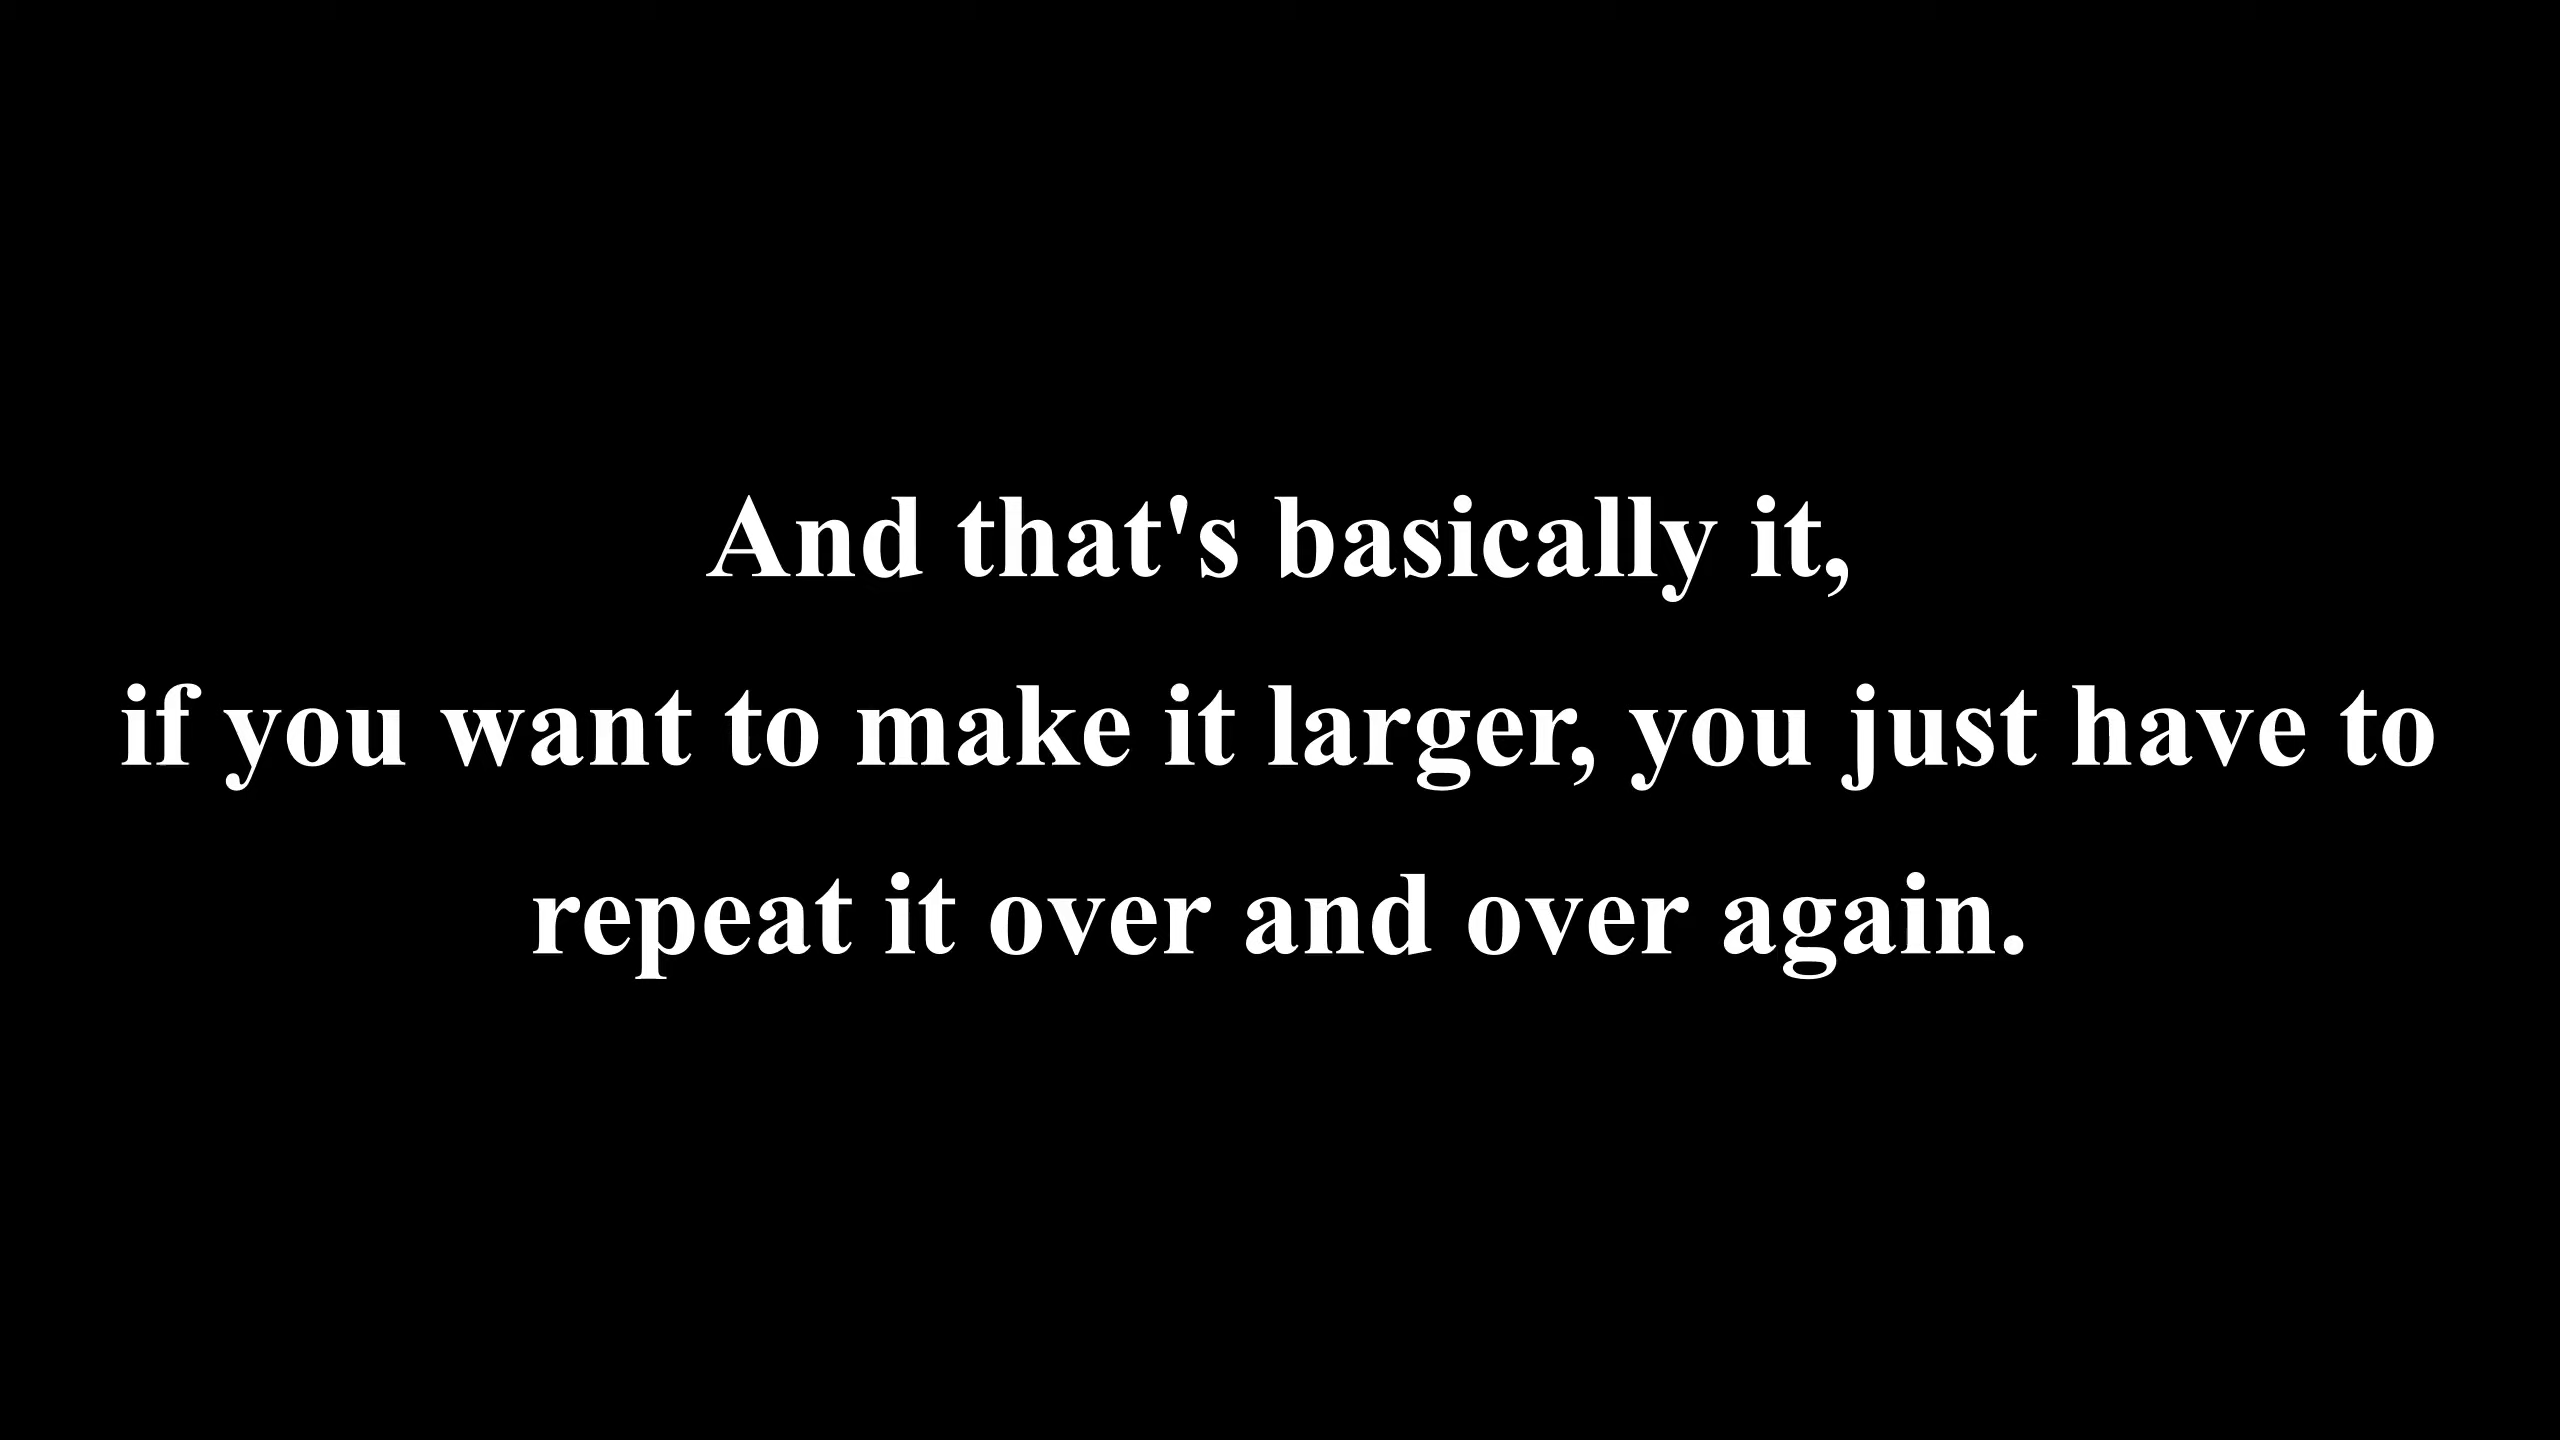 And that's basically it,
if you want to make it larger, you just have to
repeat it over and over again.